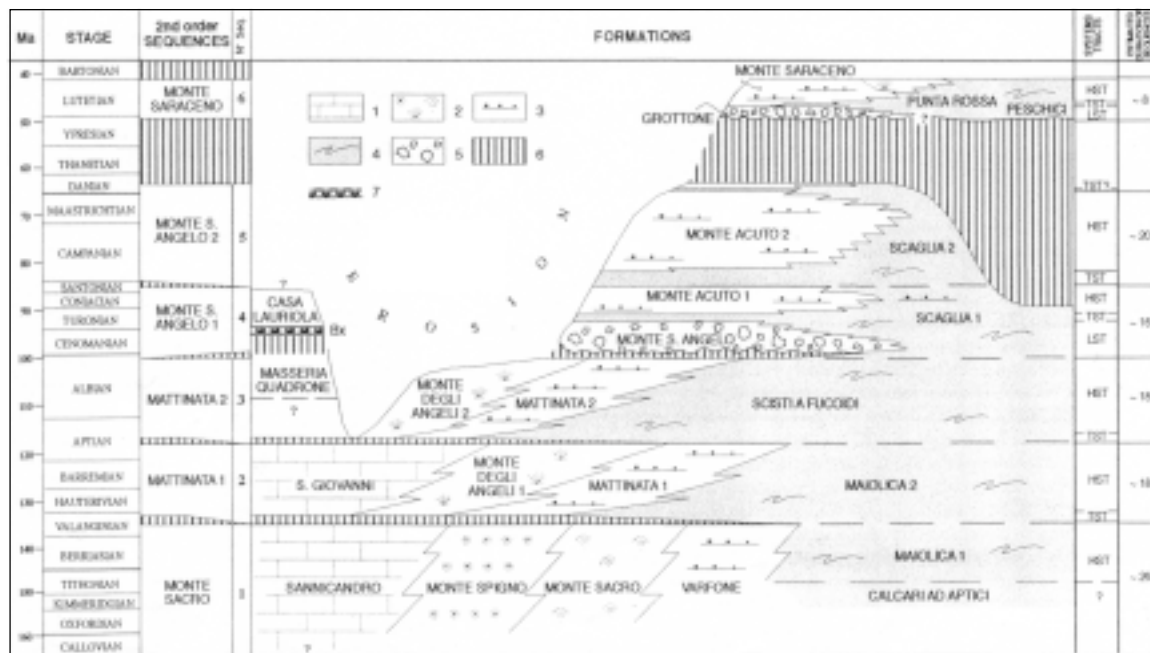 Ma STAGE 2nd order SEQUENCES N° Seq FORMATIONS
40 BARTONIAN MONTE SARACENO
LUTETIAN MONTE SARACENO 6 1 2 3 PUNTA ROSSA PESCHICI HST TST LST
GROTTONE ?
YPRESIAN 4 5 6
THANETIAN
DANIAN 7 TST?
MAASTRICHTIAN
70 MONTE S. ANGELO 2 5 MONTE ACUTO 2 HST
CAMPANIAN SCAGLIA 2 - 20
E R O S I O N
TST
SANTONIAN ?
CONIACIAN MONTE S. ANGELO 1 4 CASA LAURIOLA MONTE ACUTO 1 HST
TURONIAN Bx SCAGLIA 1 TST
CENOMANIAN MONTE S. ANGELO LST
ALBIAN MATTINATA 2 3 MASSERIA QUADRONE ? MONTE DEGLI ANGELI 2 MATTINATA 2 SCISTI A FUCOIDI HST
APTIAN TST
BARREMIAN MATTINATA 1 2 S. GIOVANNI MONTE DEGLI ANGELI 1 MATTINATA 1 MAIOLICA 2 HST
HAUTERIVIAN
VALANGINIAN TST
BERRIASIAN MAIOLICA 1 HST
TITHONIAN MONTE SACRO 1 SANNICANDRO MONTE SPIGNO MONTE SACRO VARFONE
KIMMERIDGIAN CALCARI AD APTICI ?
OXFORDIAN
CALLOVIAN ?